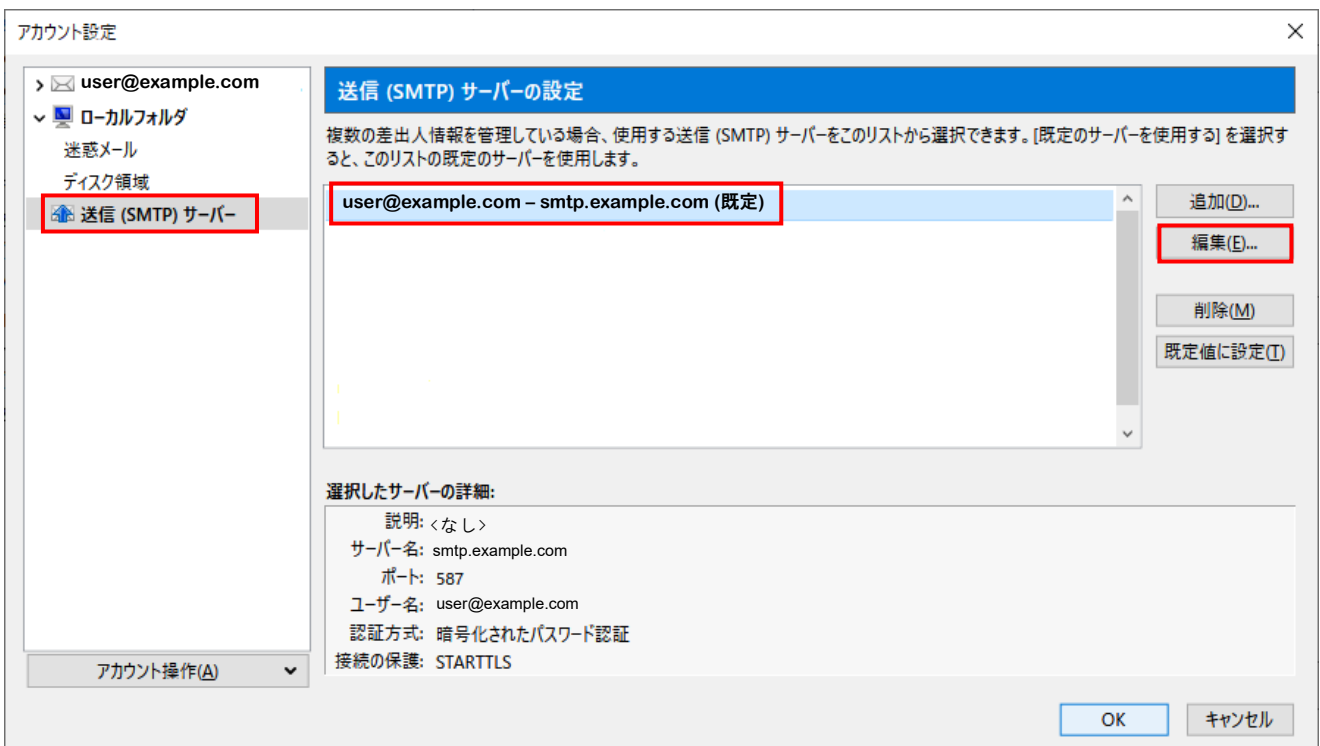 アカウント設定
user@example.com
ローカルフォルダ
迷惑メール
ディスク領域
送信 (SMTP) サーバー
アカウント操作(A)
送信 (SMTP) サーバーの設定
複数の差出人情報を管理している場合、使用する送信 (SMTP) サーバーをこのリストから選択できます。[既定のサーバーを使用する] を選択す
ると、このリストの既定のサーバーを使用します。
user@example.com – smtp.example.com (既定)
追加(D)...
編集(E)...
削除(M)
既定値に設定(T)
選択したサーバーの詳細:
説明: <なし>
サーバー名: smtp.example.com
ポート: 587
ユーザー名: user@example.com
認証方式: 暗号化されたパスワード認証
接続の保護: STARTTLS
OK
キャンセル